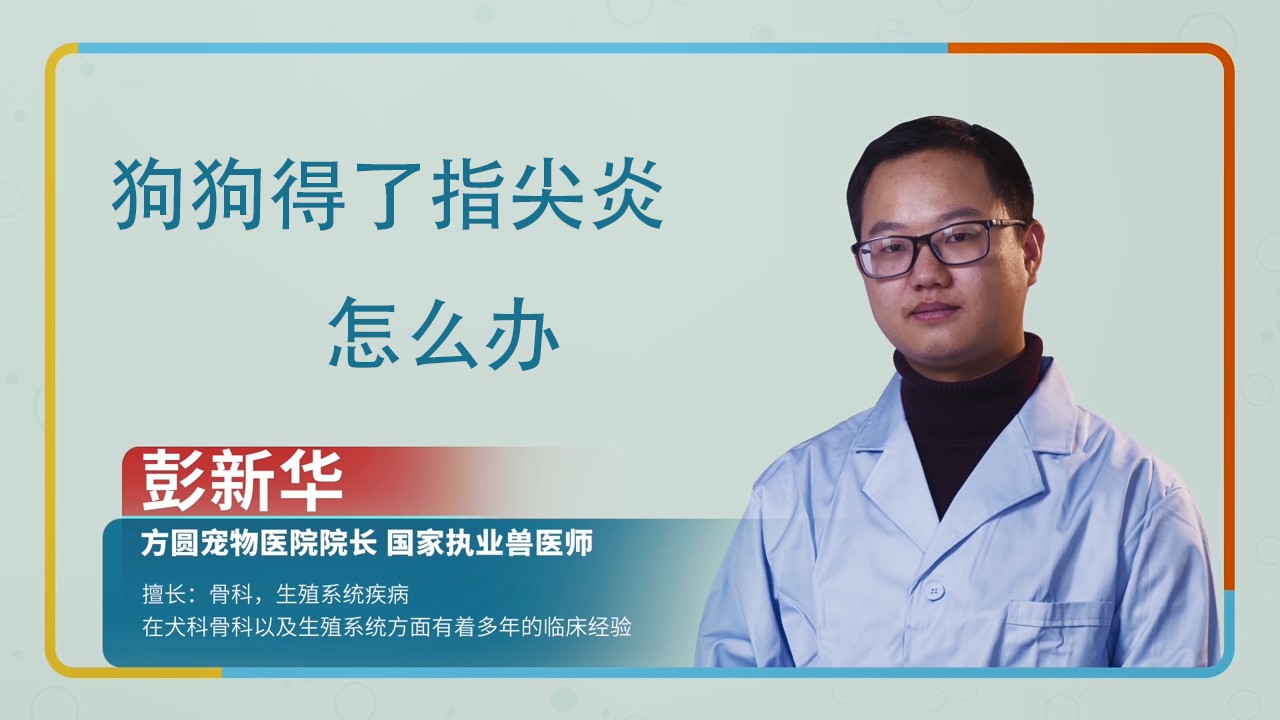 狗狗得了指尖炎
怎么办
彭新华
方圆宠物医院院长 国家执业兽医师
擅长：骨科，生殖系统疾病
在犬科骨科以及生殖系统方面有着多年的临床经验